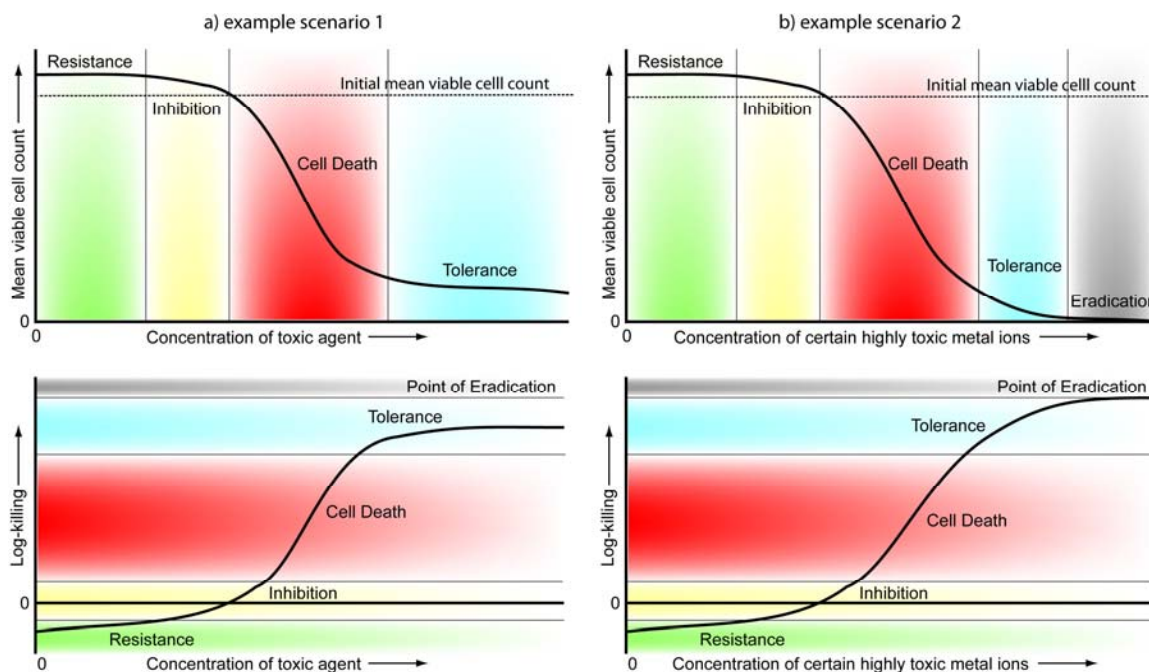 a) example scenario 1
Resistance
Initial mean viable celll count
Inhibition
Cell Death
Tolerance
Mean viable cell count
0
0
Concentration of toxic agent
b) example scenario 2
Resistance
Initial mean viable celll count
Inhibition
Cell Death
Tolerance
Eradication
Mean viable cell count
0
0
Concentration of certain highly toxic metal ions
Point of Eradication
Tolerance
Cell Death
Inhibition
Resistance
Log-killing
0
0
Concentration of toxic agent
Point of Eradication
Tolerance
Cell Death
Inhibition
Resistance
Log-killing
0
0
Concentration of certain highly toxic metal ions